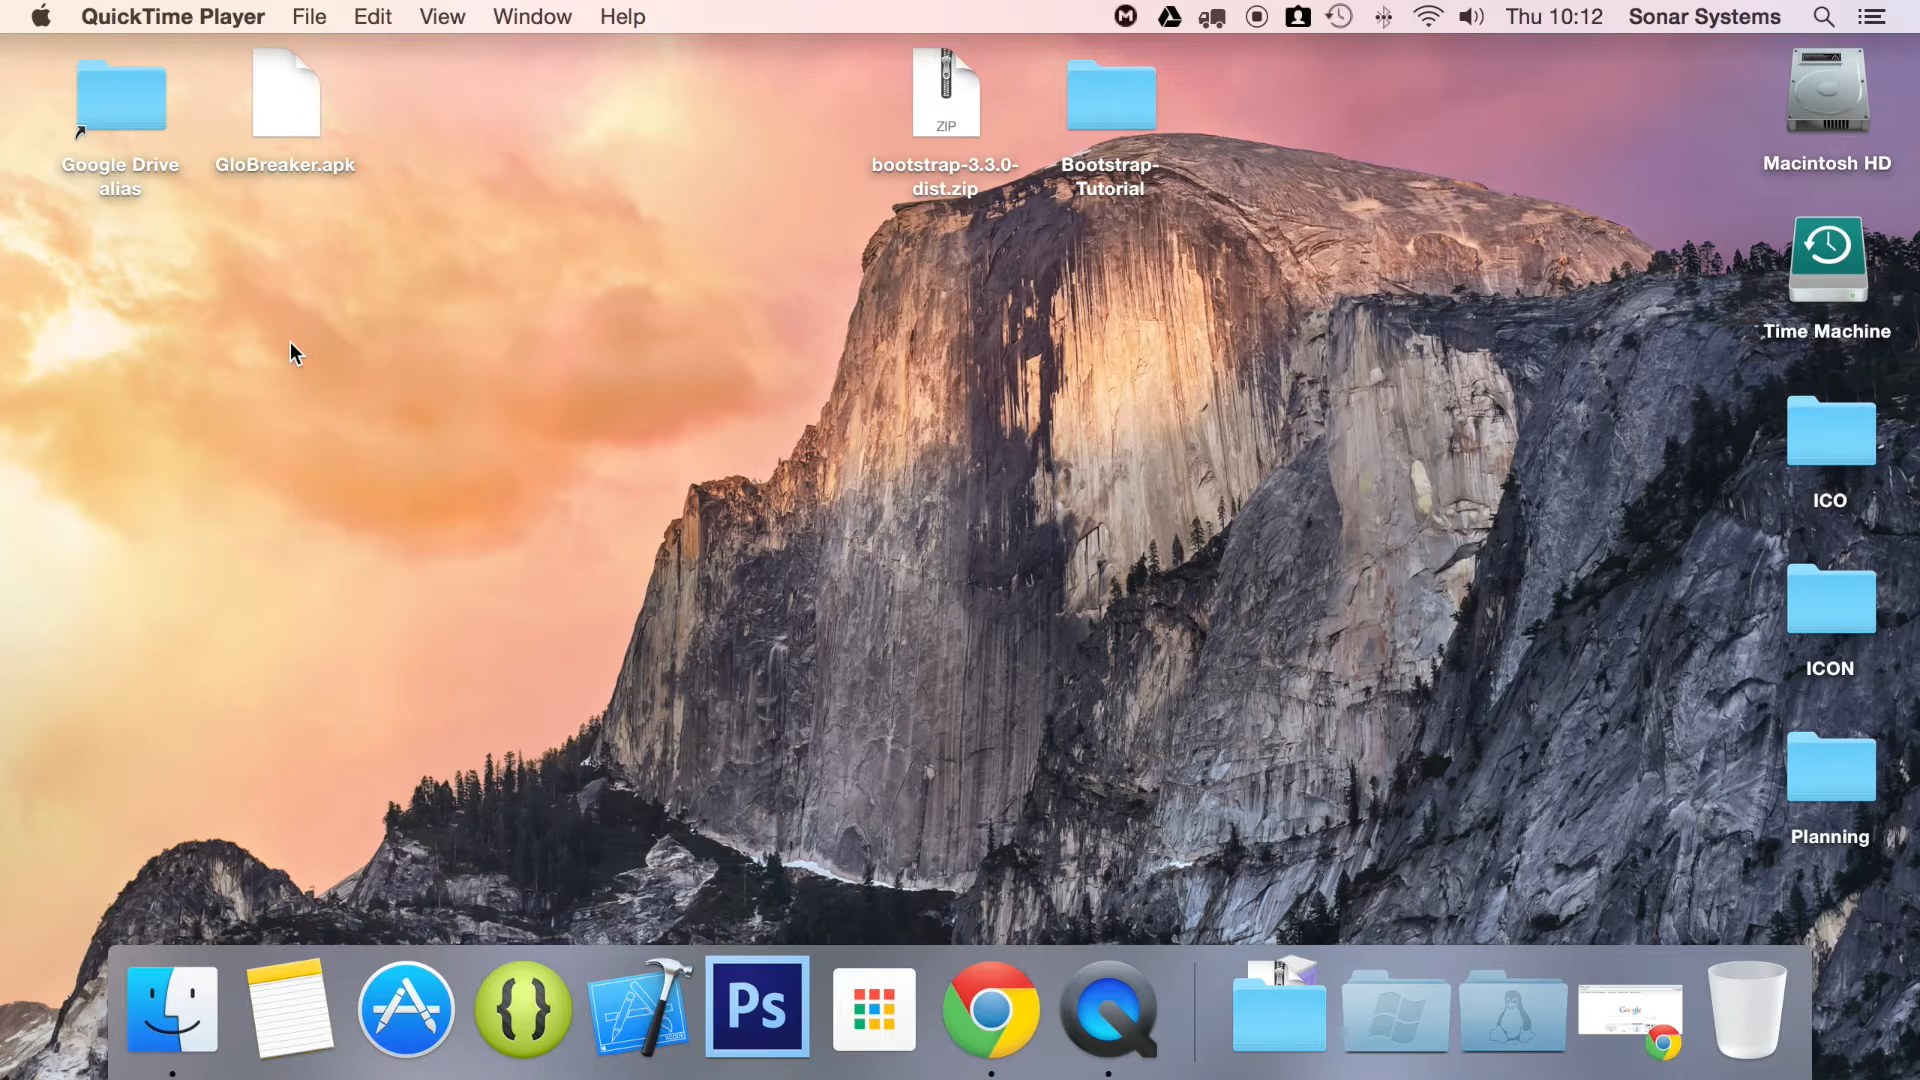 QuickTime Player File Edit View Window Help Thu 10:12 Sonar Systems
ZIP
Google Drive
alias
GloBreaker.apk
bootstrap-3.3.0-
dist.zip
Bootstrap-
Tutorial
Macintosh HD
Time Machine
ICO
ICON
Planning
Ps
Google